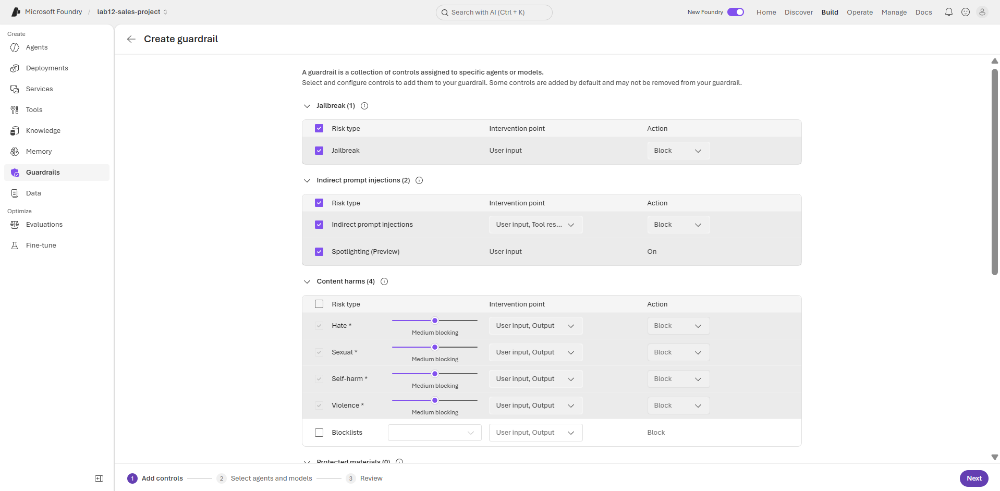 Microsoft Foundry / lab12-sales-project
Search with AI (Ctrl + K)
New Foundry
Home
Discover
Build
Operate
Manage
Docs
Create
Agents
Deployments
Services
Tools
Knowledge
Memory
Guardrails
Data
Optimize
Evaluations
Fine-tune
Create guardrail
A guardrail is a collection of controls assigned to specific agents or models.
Select and configure controls to add them to your guardrail. Some controls are added by default and may not be removed from your guardrail.
Jailbreak (1)
Risk type Intervention point Action
Jailbreak User input Block
Indirect prompt injections (2)
Risk type Intervention point Action
Indirect prompt injections User input, Tool res... Block
Spotlighting (Preview) User input On
Content harms (4)
Risk type Intervention point Action
Hate * Medium blocking User input, Output Block
Sexual * Medium blocking User input, Output Block
Self-harm * Medium blocking User input, Output Block
Violence * Medium blocking User input, Output Block
Blocklists User input, Output Block
Protected materials (0)
1 Add controls
2 Select agents and models
3 Review
Next